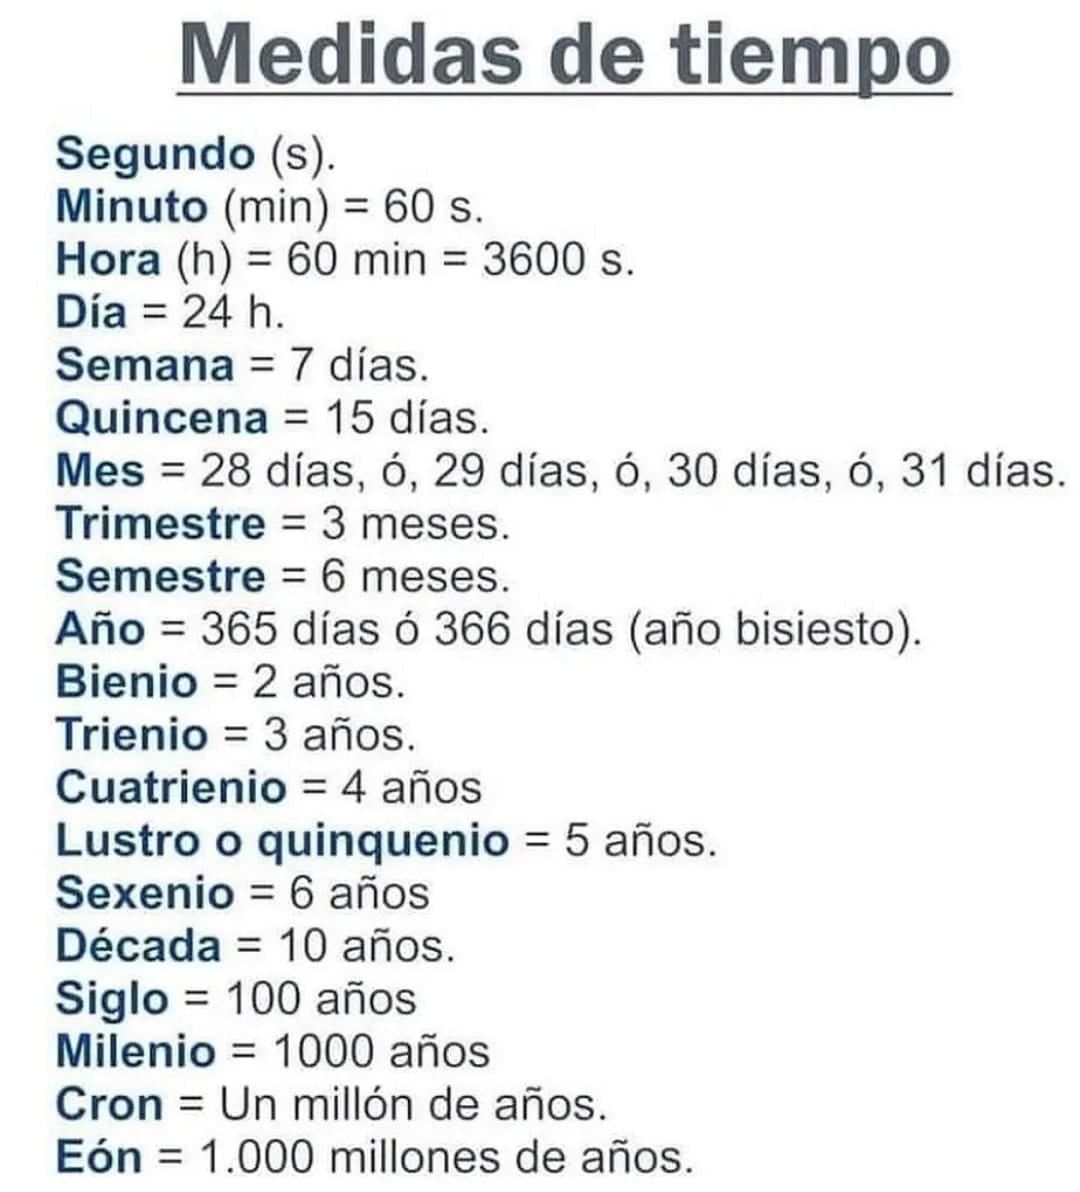 Medidas de tiempo
Segundo (s).
Minuto (min) = 60 s.
Hora (h) = 60 min = 3600 s.
Día = 24 h.
Semana = 7 días.
Quincena = 15 días.
Mes = 28 días, ó, 29 días, ó, 30 días, ó, 31 días.
Trimestre = 3 meses.
Semestre = 6 meses.
Año = 365 días ó 366 días (año bisiesto).
Bienio = 2 años.
Trienio = 3 años.
Cuatrienio = 4 años
Lustro o quinquenio = 5 años.
Sexenio = 6 años
Década = 10 años.
Siglo = 100 años
Milenio = 1000 años
Cron = Un millón de años.
Eón = 1.000 millones de años.